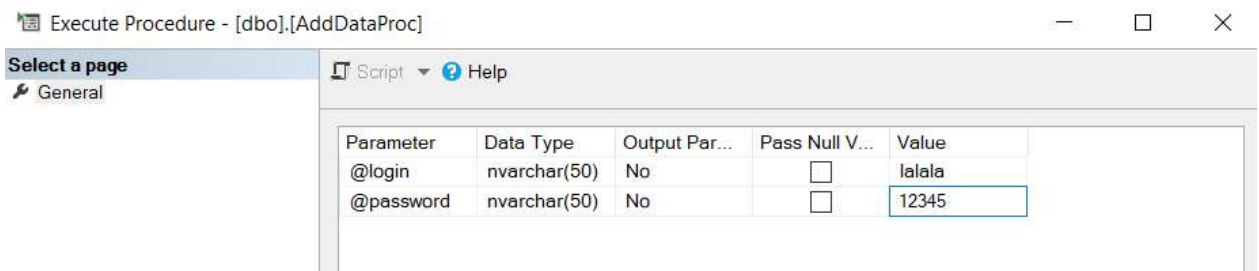 Execute Procedure - [dbo].[AddDataProc]
Select a page
General
Script Help
Parameter Data Type Output Par... Pass Null V... Value
@login nvarchar(50) No lalala
@password nvarchar(50) No 12345